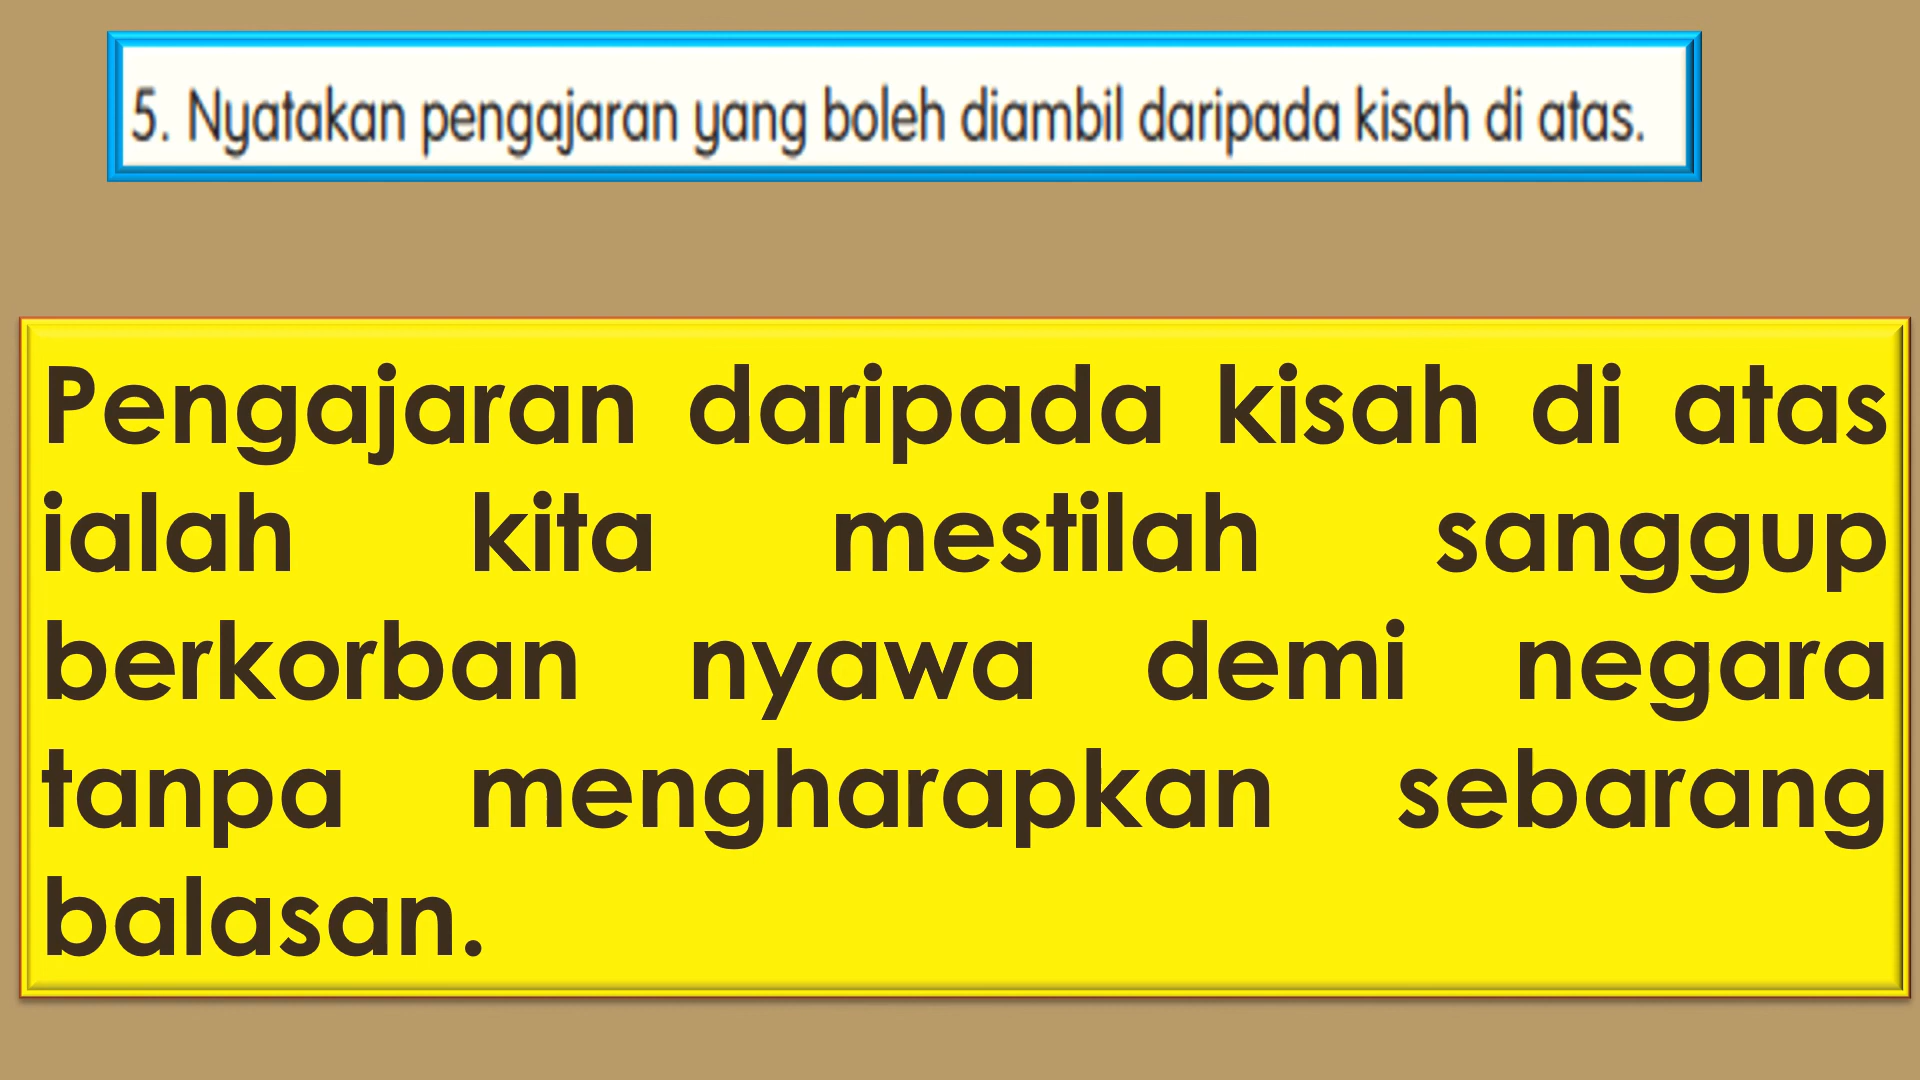 5. Nyatakan pengajaran yang boleh diambil daripada kisah di atas.
Pengajaran daripada kisah di atas
ialah kita mestilah sanggup
berkorban nyawa demi negara
tanpa mengharapkan sebarang
balasan.